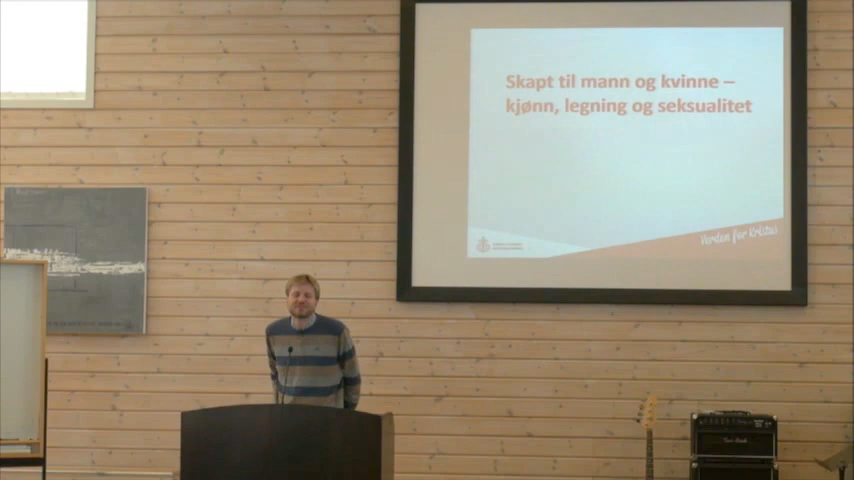 Skapt til mann og kvinne –
kjønn, legning og seksualitet
Verden for Kristus